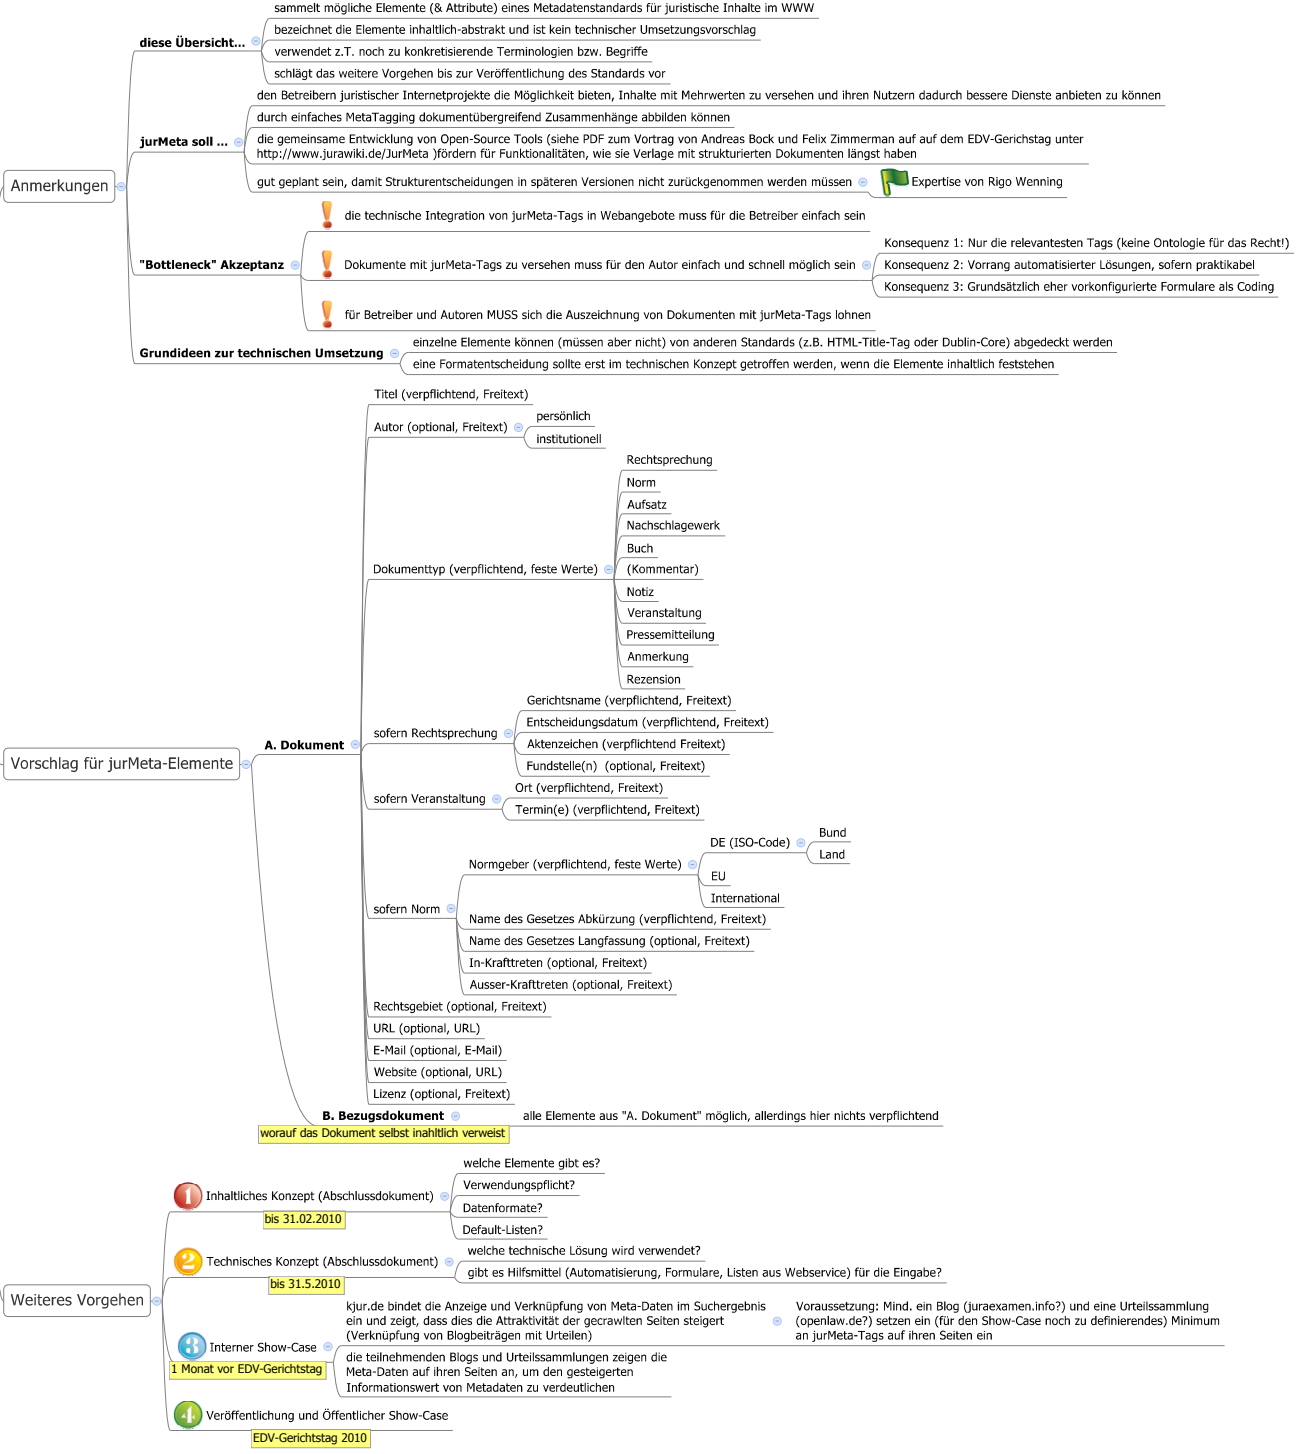 sammelt mögliche Elemente (& Attribute) eines Metadatenstandards für juristische Inhalte im WWW
diese Übersicht...
bezeichnet die Elemente inhaltlich-abstrakt und ist kein technischer Umsetzungsvorschlag
verwendet z.T. noch zu konkretisierende Terminologien bzw. Begriffe
schlägt das weitere Vorgehen bis zur Veröffentlichung des Standards vor
den Betreibern juristischer Internetprojekte die Möglichkeit bieten, Inhalte mit Mehrwerten zu versehen und ihren Nutzern dadurch bessere Dienste anbieten zu können
durch einfaches MetaTagging dokumentübergreifend Zusammenhänge abbilden können
jurMeta soll ...
die gemeinsame Entwicklung von Open-Source Tools (siehe PDF zum Vortrag von Andreas Bock und Felix Zimmerman auf auf dem EDV-Gerichstag unter
http://www.jurawiki.de/JurMeta )fördern für Funktionalitäten, wie sie Verlage mit strukturierten Dokumenten längst haben
gut geplant sein, damit Strukturentscheidungen in späteren Versionen nicht zurückgenommen werden müssen
Expertise von Rigo Wenning
Anmerkungen
die technische Integration von jurMeta-Tags in Webangebote muss für die Betreiber einfach sein
"Bottleneck" Akzeptanz
Dokumente mit jurMeta-Tags zu versehen muss für den Autor einfach und schnell möglich sein
Konsequenz 1: Nur die relevantesten Tags (keine Ontologie für das Recht!)
Konsequenz 2: Vorrang automatisierter Lösungen, sofern praktikabel
Konsequenz 3: Grundsätzlich eher vorkonfigurierte Formulare als Coding
für Betreiber und Autoren MUSS sich die Auszeichnung von Dokumenten mit jurMeta-Tags lohnen
Grundideen zur technischen Umsetzung
einzelne Elemente können (müssen aber nicht) von anderen Standards (z.B. HTML-Title-Tag oder Dublin-Core) abgedeckt werden
eine Formatentscheidung sollte erst im technischen Konzept getroffen werden, wenn die Elemente inhaltlich feststehen
Titel (verpflichtend, Freitext)
Autor (optional, Freitext)
persönlich
institutionell
Dokumenttyp (verpflichtend, feste Werte)
Rechtsprechung
Norm
Aufsatz
Nachschlagewerk
Buch
(Kommentar)
Notiz
Veranstaltung
Pressemitteilung
Anmerkung
Rezension
Vorschlag für jurMeta-Elemente
A. Dokument
sofern Rechtsprechung
Gerichtsname (verpflichtend, Freitext)
Entscheidungsdatum (verpflichtend, Freitext)
Aktenzeichen (verpflichtend Freitext)
Fundstelle(n) (optional, Freitext)
sofern Veranstaltung
Ort (verpflichtend, Freitext)
Termin(e) (verpflichtend, Freitext)
sofern Norm
Normgeber (verpflichtend, feste Werte)
DE (ISO-Code)
Bund
Land
EU
International
Name des Gesetzes Abkürzung (verpflichtend, Freitext)
Name des Gesetzes Langfassung (optional, Freitext)
In-Krafttreten (optional, Freitext)
Ausser-Krafttreten (optional, Freitext)
Rechtsgebiet (optional, Freitext)
URL (optional, URL)
E-Mail (optional, E-Mail)
Website (optional, URL)
Lizenz (optional, Freitext)
B. Bezugsdokument
alle Elemente aus "A. Dokument" möglich, allerdings hier nichts verpflichtend
worauf das Dokument selbst inahltlich verweist
Weiteres Vorgehen
1 Inhaltliches Konzept (Abschlussdokument)
bis 31.02.2010
welche Elemente gibt es?
Verwendungspflicht?
Datenformate?
Default-Listen?
2 Technisches Konzept (Abschlussdokument)
bis 31.5.2010
welche technische Lösung wird verwendet?
gibt es Hilfsmittel (Automatisierung, Formulare, Listen aus Webservice) für die Eingabe?
3 Interner Show-Case
1 Monat vor EDV-Gerichtstag
kjur.de bindet die Anzeige und Verknüpfung von Meta-Daten im Suchergebnis
ein und zeigt, dass dies die Attraktivität der gecrawlten Seiten steigert
(Verknüpfung von Blogbeiträgen mit Urteilen)
Voraussetzung: Mind. ein Blog (juraexamen.info?) und eine Urteilssammlung
(openlaw.de?) setzen ein (für den Show-Case noch zu definierendes) Minimum
an jurMeta-Tags auf ihren Seiten ein
die teilnehmenden Blogs und Urteilssammlungen zeigen die
Meta-Daten auf ihren Seiten an, um den gesteigerten
Informationswert von Metadaten zu verdeutlichen
4 Veröffentlichung und Öffentlicher Show-Case
EDV-Gerichtstag 2010